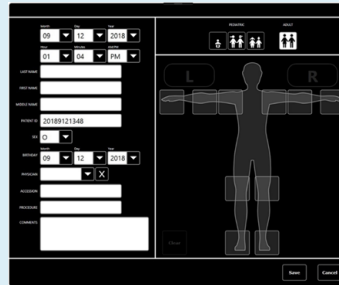 Month Day Year PEDIATRIC ADULT
09 12 2018
Hour Minute AM/PM
01 04 PM
L R
LAST NAME
FIRST NAME
MIDDLE NAME
PATIENT ID 20189121348
SEX O
Month Day Year
BIRTHDAY 09 12 2018
PHYSICIAN X
ACCESSION
PROCEDURE
COMMENTS
Clear
Save Cancel